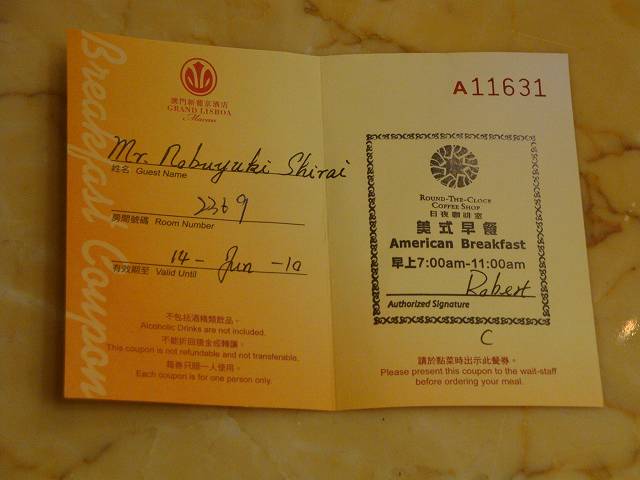 Breakfast Coupon
澳門新葡京酒店
GRAND LISBOA
Macau
Mr. Nobuyuki Shirai
姓名 Guest Name
2369
房間號碼 Room Number
14 - Jun - 10
有效期至 Valid Until
不包括酒精類飲品。
Alcoholic Drinks are not included.
不能折回現金或轉讓。
This coupon is not refundable and not transferable.
每券只限一人使用。
Each coupon is for one person only.
A11631
ROUND-THE-CLOCK
COFFEE SHOP
日夜咖啡室
美式早餐
American Breakfast
早上7:00am-11:00am
Robert
Authorized Signature
C
請於點菜時出示此餐券。
Please present this coupon to the wait-staff
before ordering your meal.